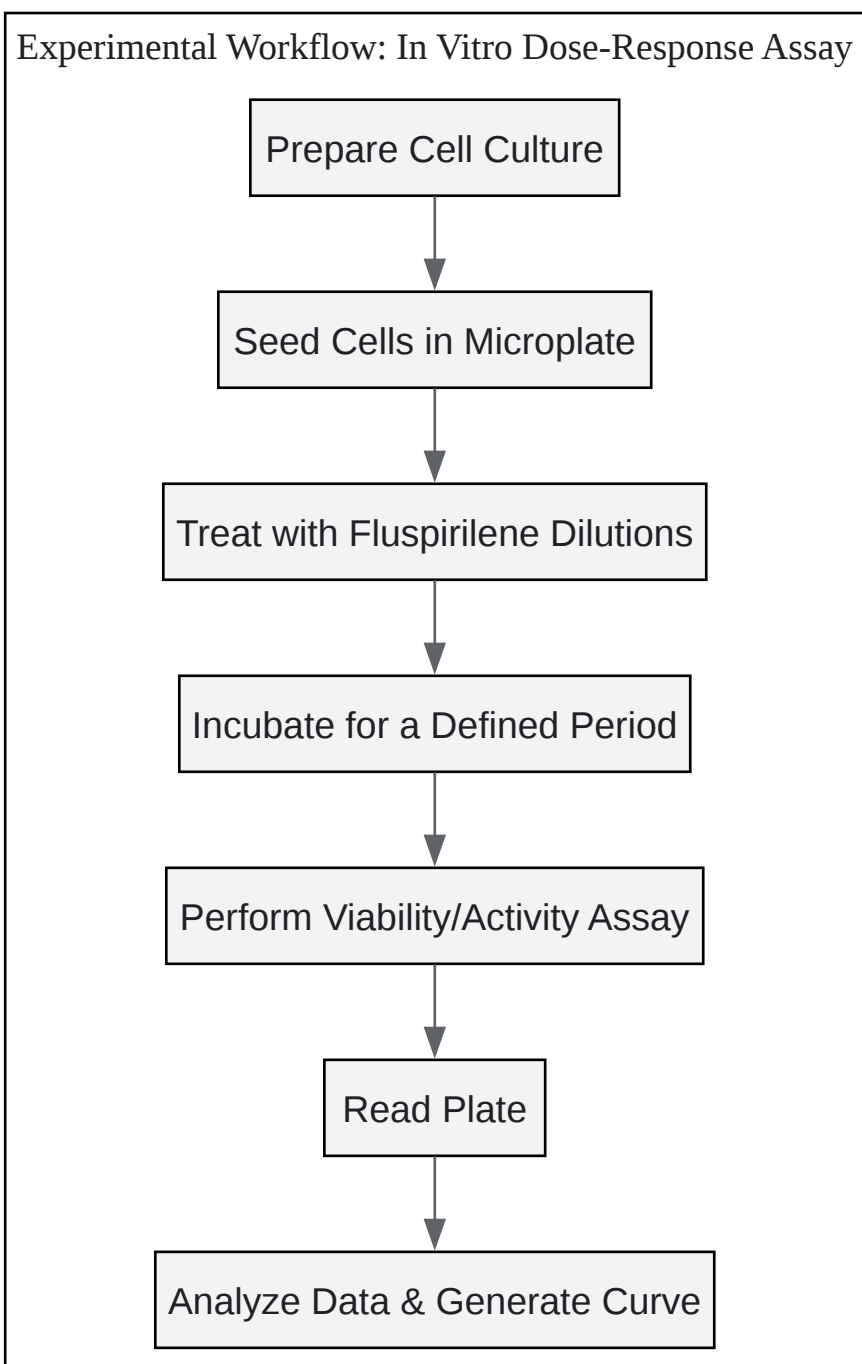 Experimental Workflow: In Vitro Dose-Response Assay
Prepare Cell Culture
Seed Cells in Microplate
Treat with Fluspirilene Dilutions
Incubate for a Defined Period
Perform Viability/Activity Assay
Read Plate
Analyze Data & Generate Curve